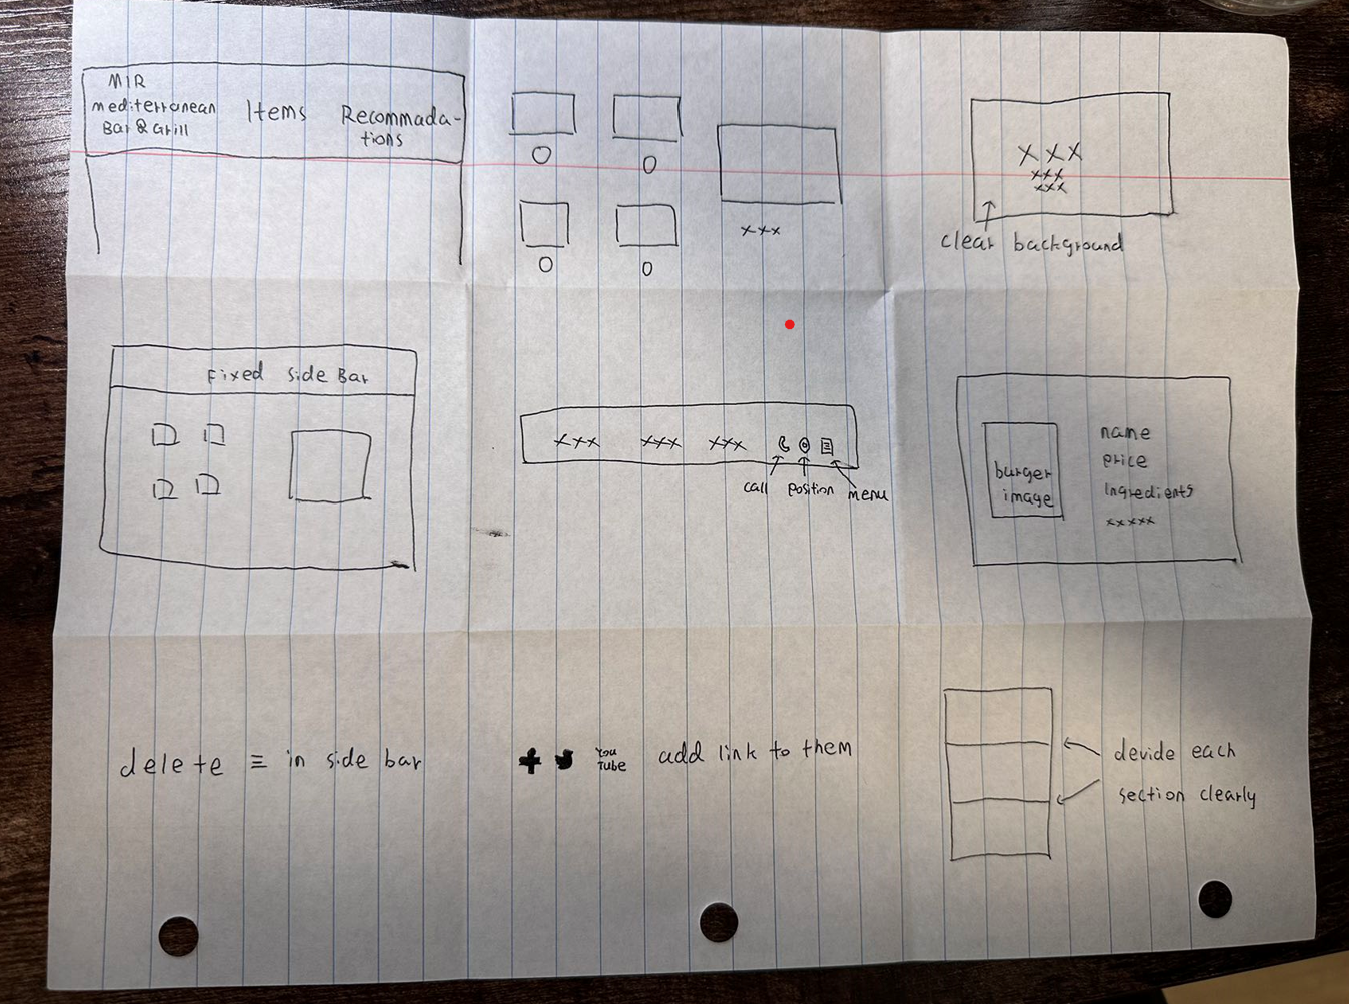 MIR
mediterranean
Bar & Grill
Items
Recommada-
tions
xxx
xxx
xxx
xxx
clear background
Fixed Side Bar
xxx xxx xxx
call position menu
burger
image
name
price
Ingredients
xxxxx
delete ≡ in side bar
You
Tube
add link to them
devide each
section clearly